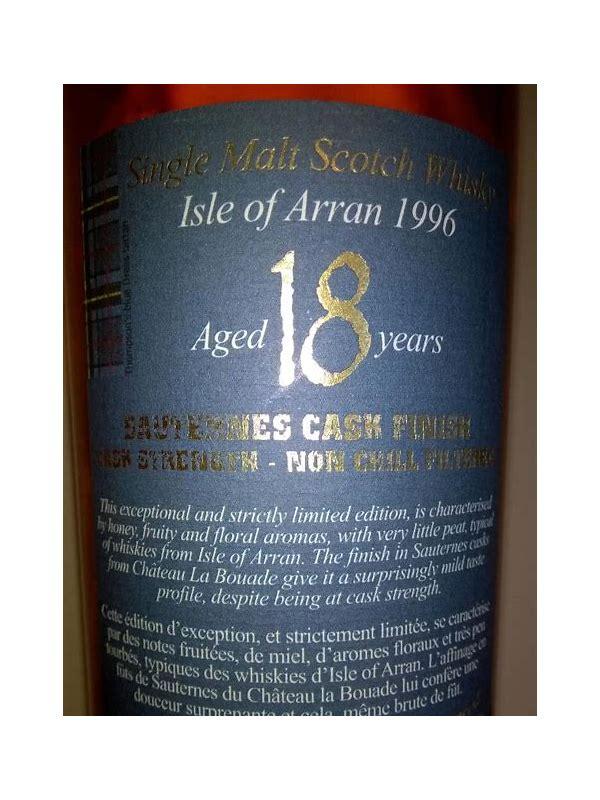 Single Malt Scotch Whisky
Isle of Arran 1996
Aged 18 years
SAUTERNES CASK FINISH
CASK STRENGTH - NON CHILL FILTERED
This exceptional and strictly limited edition, is characterised
by honey, fruity and floral aromas, with very little peat, typical
of whiskies from Isle of Arran. The finish in Sauternes casks
from Château La Bouade give it a surprisingly mild taste
profile, despite being at cask strength.
Cette édition d'exception, et strictement limitée, se caractérise
par des notes fruitées, de miel, d'aromes floraux et très peu
tourbés, typiques des whiskies d'Isle of Arran. L'affinage en
fûts de Sauternes du Château la Bouade lui confère une
douceur surprenante et cela, même brute de fût.